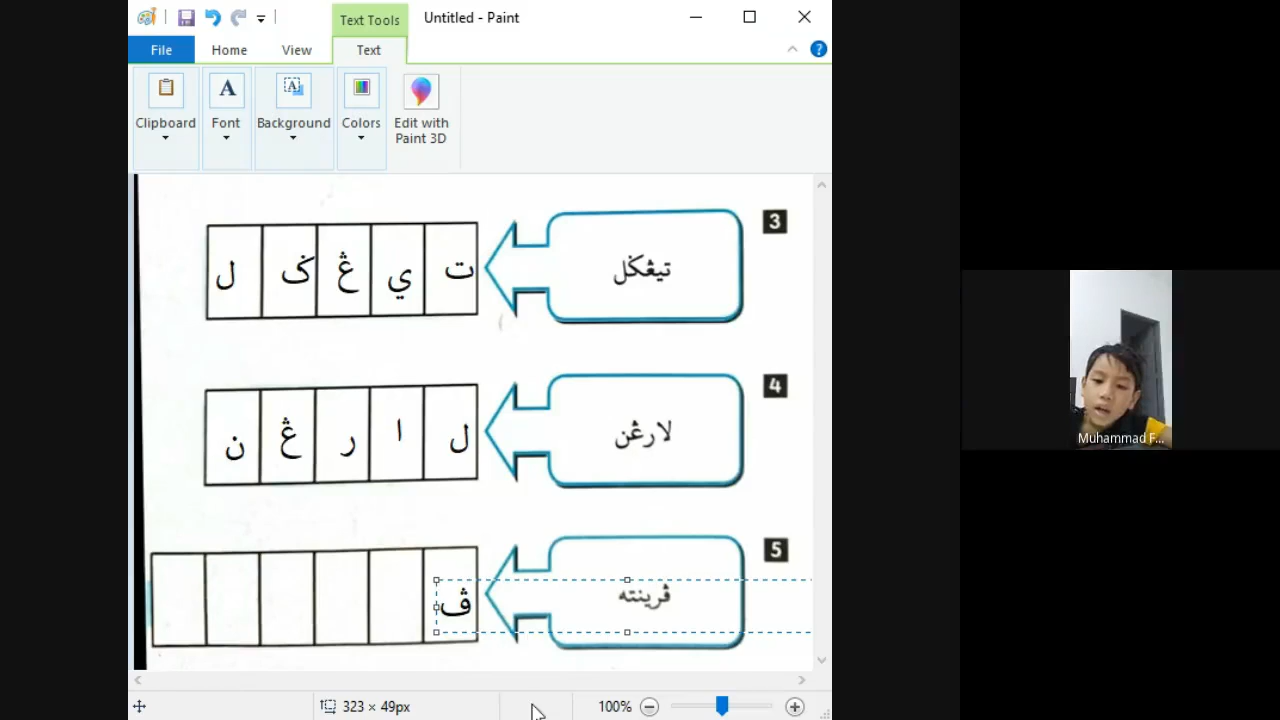 Text Tools
Untitled - Paint
File
Home
View
Text
Clipboard
Font
Background
Colors
Edit with Paint 3D
3
تيڠكل
ت ي ڠ ک ل
4
لارڠن
ل ا ر ڠ ن
5
ڤرينته
ڤ
323 × 49px
100%
Muhammad F...